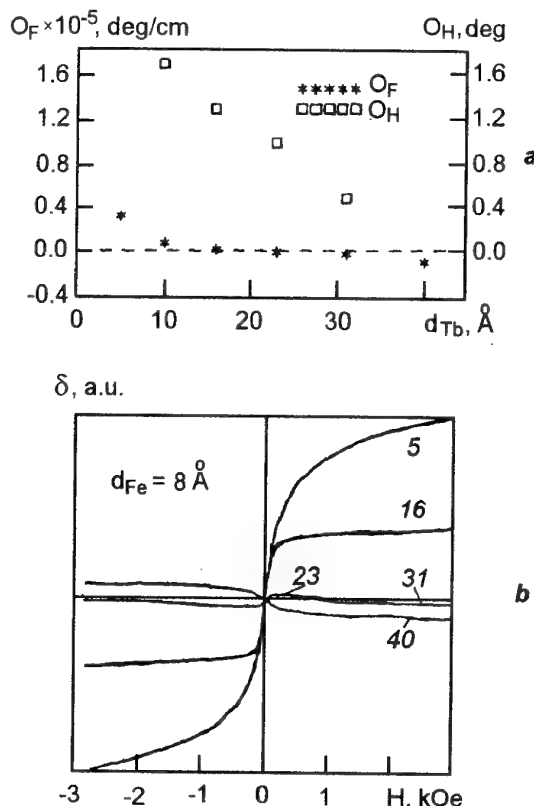 O_F ×10⁻⁵, deg/cm O_H, deg
1.6 1.6
***** O_F
1.2 □□□□□ O_H 1.2
0.8 0.8 a
0.4 0.4
0.0 0.0
-0.4
0 10 20 30 d_Tb, Å
δ, a.u.
5
d_Fe = 8 Å
16
23 31
b
40
-3 -2 -1 0 1 H, kOe